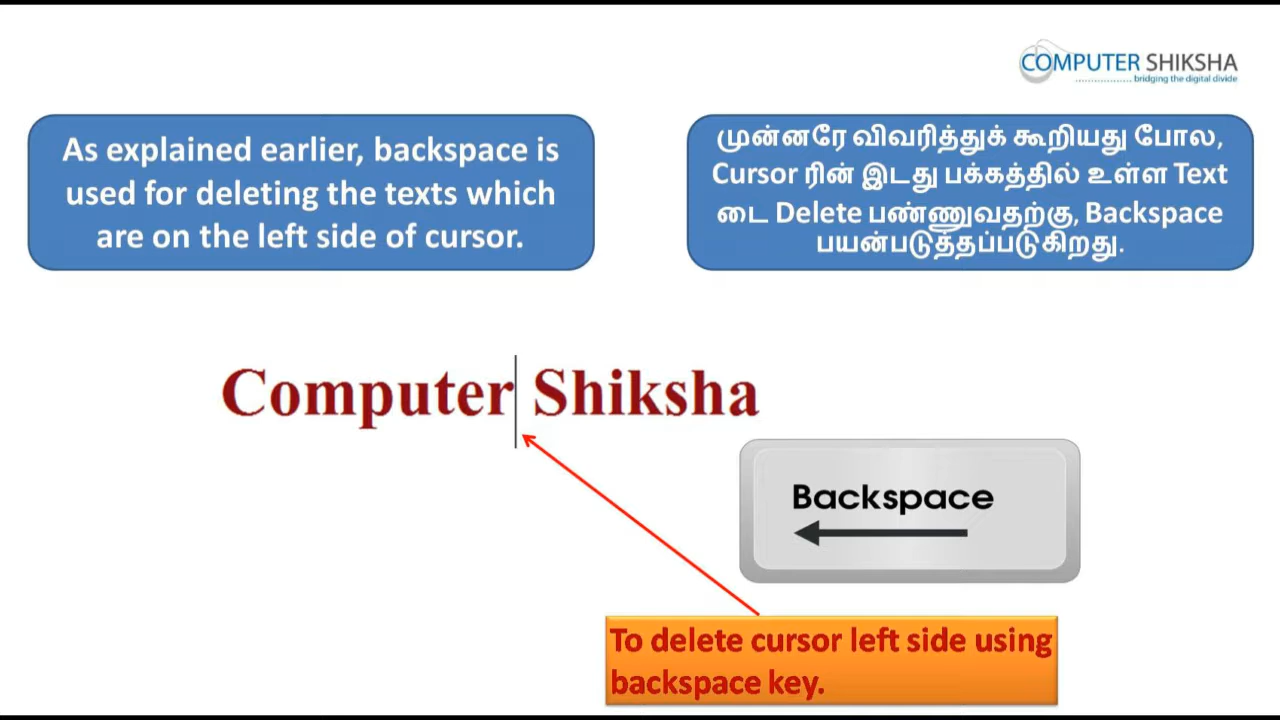 COMPUTER SHIKSHA
bridging the digital divide
As explained earlier, backspace is
used for deleting the texts which
are on the left side of cursor.
முன்னரே விவரித்துக் கூறியது போல,
Cursor ரின் இடது பக்கத்தில் உள்ள Text
டை Delete பண்ணுவதற்கு, Backspace
பயன்படுத்தப்படுகிறது.
Computer Shiksha
Backspace
To delete cursor left side using
backspace key.